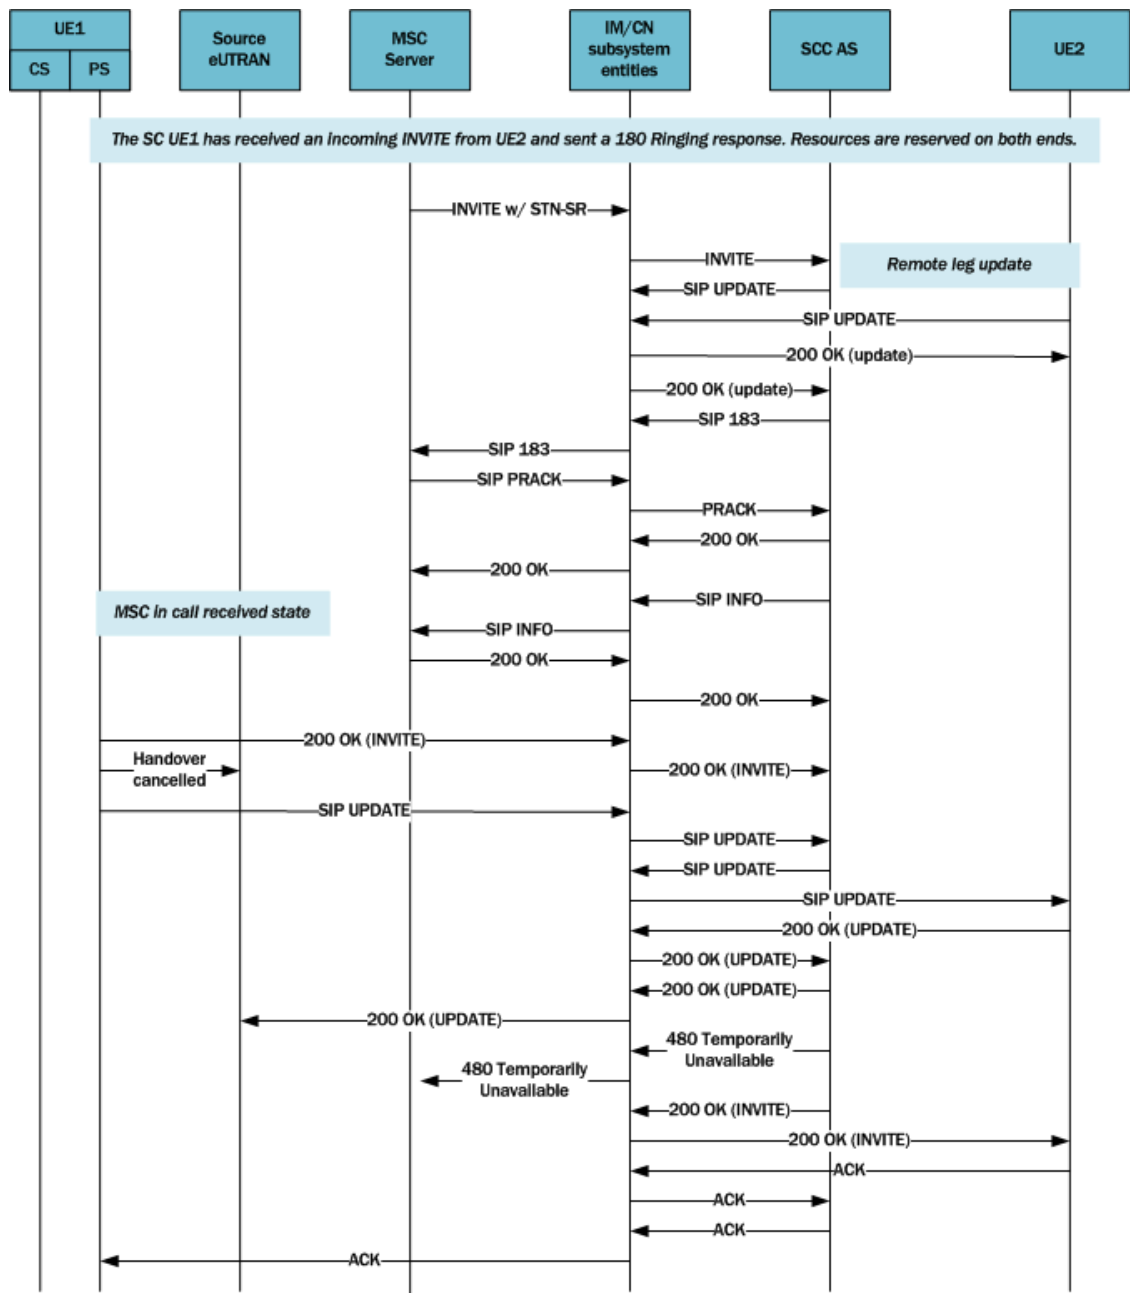 UE1
CS
PS
Source
eUTRAN
MSC
Server
IM/CN
subsystem
entities
SCC AS
UE2
The SC UE1 has received an incoming INVITE from UE2 and sent a 180 Ringing response. Resources are reserved on both ends.
INVITE w/ STN-SR
INVITE
Remote leg update
SIP UPDATE
SIP UPDATE
200 OK (update)
200 OK (update)
SIP 183
SIP 183
SIP PRACK
PRACK
200 OK
200 OK
SIP INFO
MSC in call received state
SIP INFO
200 OK
200 OK
200 OK (INVITE)
Handover
cancelled
200 OK (INVITE)
SIP UPDATE
SIP UPDATE
SIP UPDATE
SIP UPDATE
200 OK (UPDATE)
200 OK (UPDATE)
200 OK (UPDATE)
200 OK (UPDATE)
480 Temporarily
Unavailable
480 Temporarily
Unavailable
200 OK (INVITE)
200 OK (INVITE)
ACK
ACK
ACK
ACK